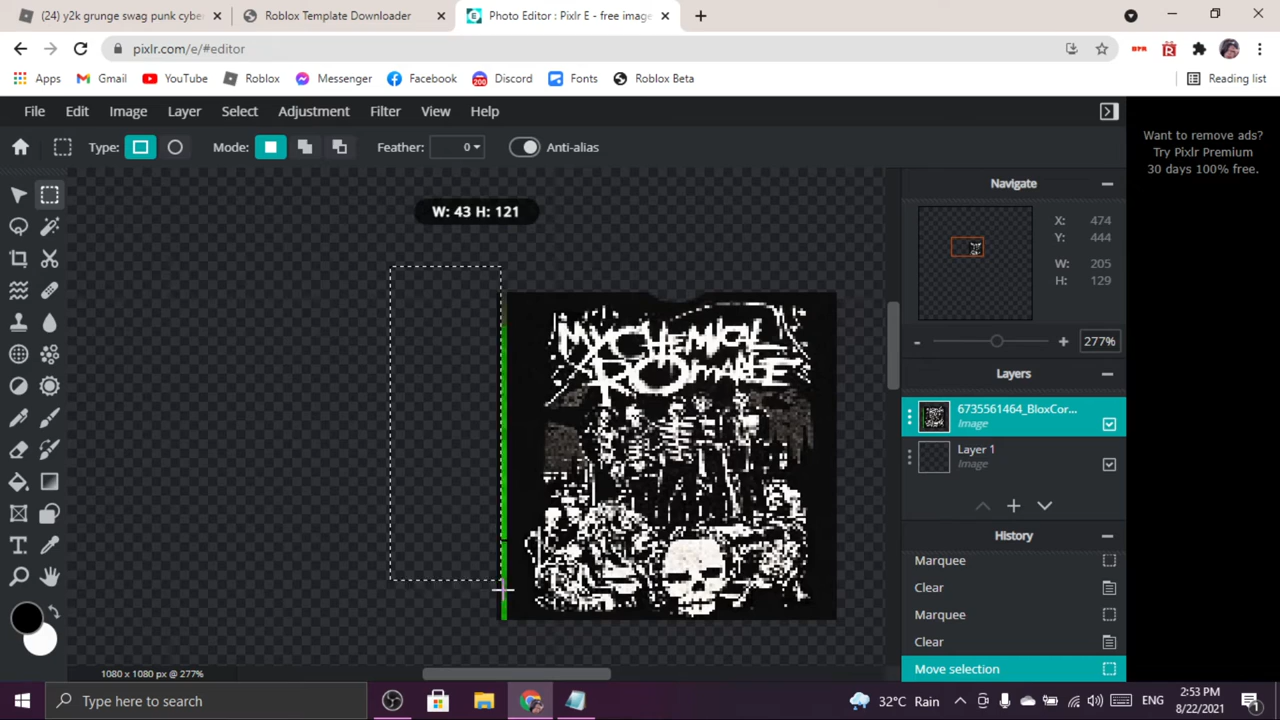 (24) y2k grunge swag punk cyber
Roblox Template Downloader
Photo Editor : Pixlr E - free image
pixlr.com/e/#editor
Apps
Gmail
YouTube
Roblox
Messenger
Facebook
200
Discord
Fonts
Roblox Beta
Reading list
File
Edit
Image
Layer
Select
Adjustment
Filter
View
Help
Type:
Mode:
Feather:
0
Anti-alias
Want to remove ads?
Try Pixlr Premium
30 days 100% free.
Navigate
X: 474
Y: 444
W: 205
H: 129
277%
W: 43 H: 121
MY CHEMICAL
ROMANCE
Layers
6735561464_BloxCor...
Image
Layer 1
Image
History
Marquee
Clear
Marquee
Clear
Move selection
1080 x 1080 px @ 277%
Type here to search
32°C Rain
ENG
2:53 PM
8/22/2021
1